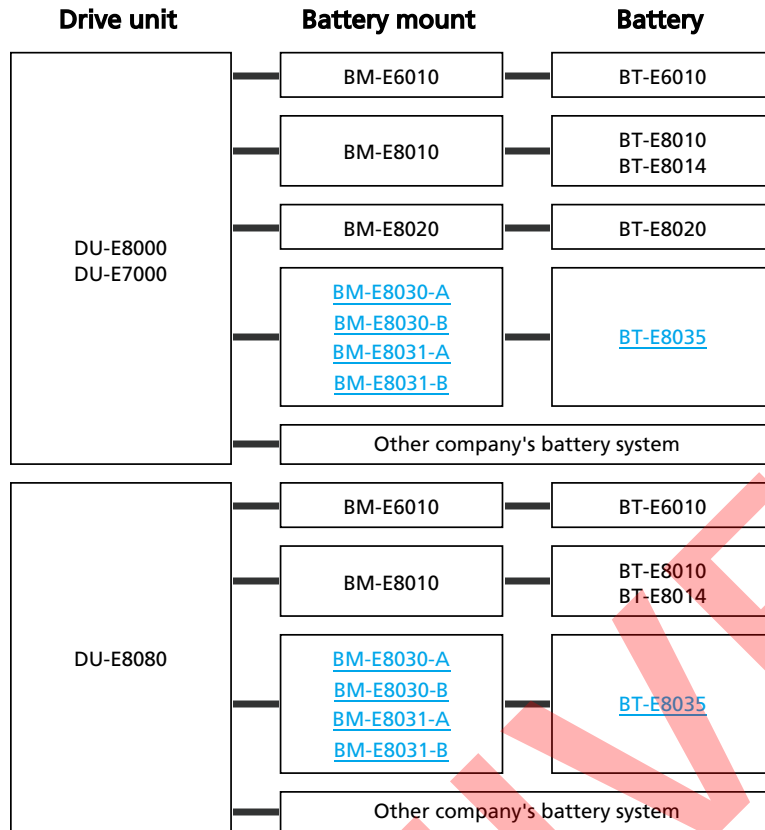 Drive unit
Battery mount
Battery
DU-E8000
DU-E7000
BM-E6010
BT-E6010
BM-E8010
BT-E8010
BT-E8014
BM-E8020
BT-E8020
BM-E8030-A
BM-E8030-B
BM-E8031-A
BM-E8031-B
BT-E8035
Other company's battery system
DU-E8080
BM-E6010
BT-E6010
BM-E8010
BT-E8010
BT-E8014
BM-E8030-A
BM-E8030-B
BM-E8031-A
BM-E8031-B
BT-E8035
Other company's battery system